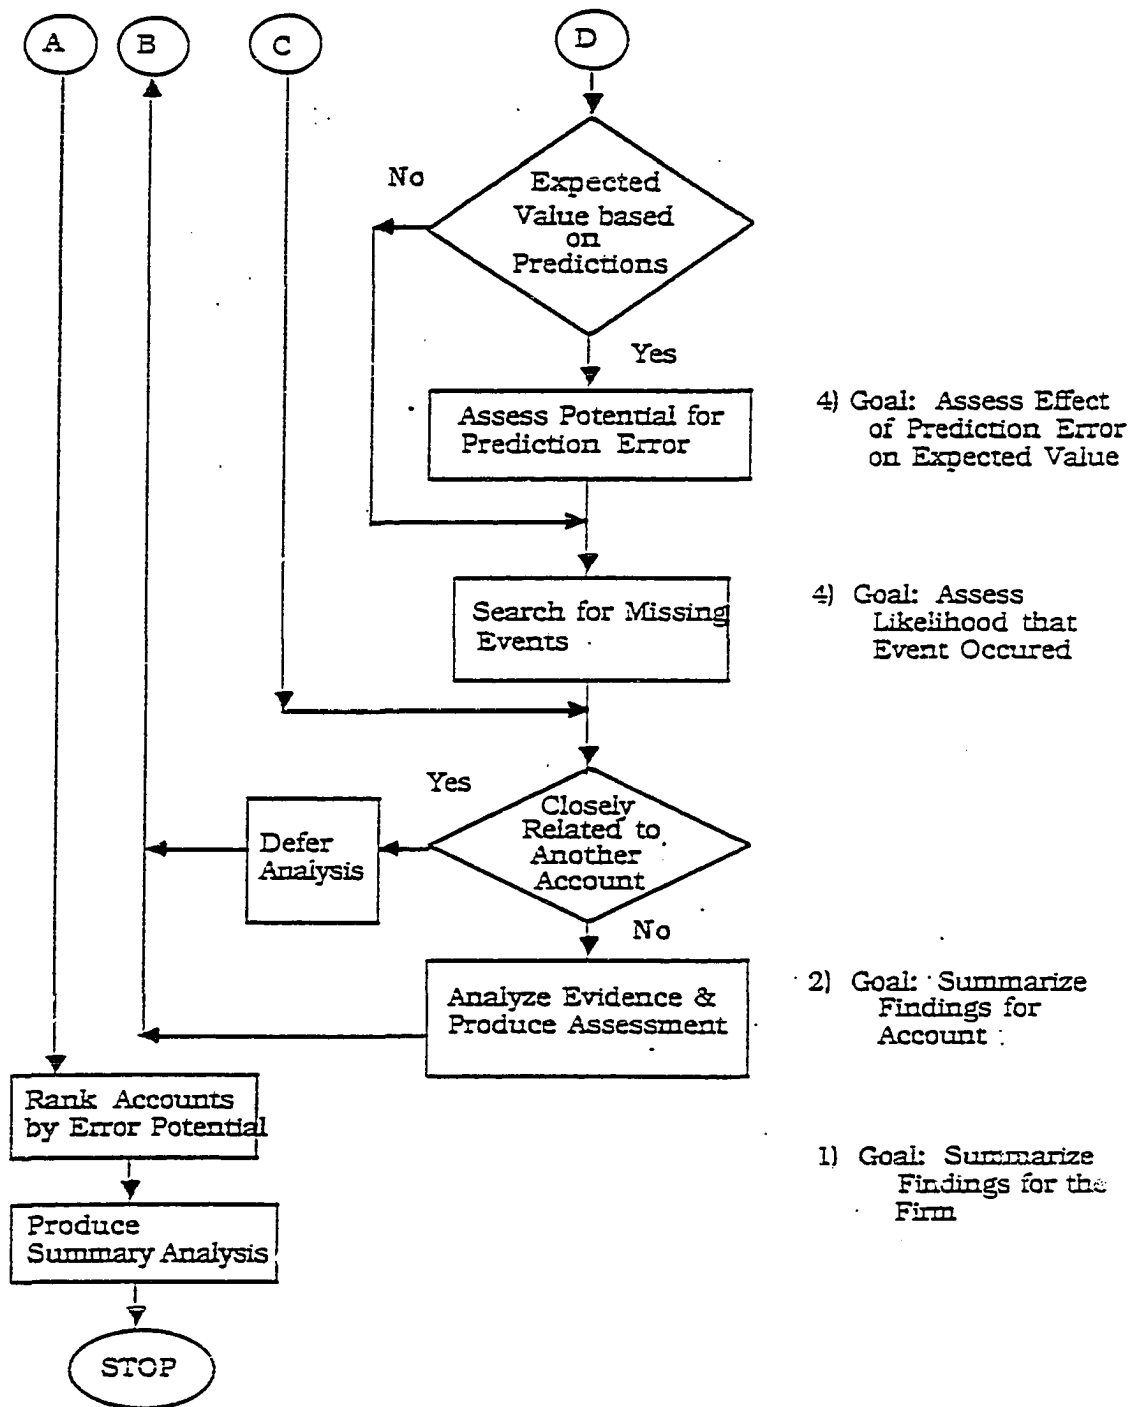 A
B
C
D
No
Expected
Value based
on
Predictions
Yes
Assess Potential for
Prediction Error
4) Goal: Assess Effect
of Prediction Error
on Expected Value
Search for Missing
Events
4) Goal: Assess
Likelihood that
Event Occured
Yes
Closely
Related to
Another
Account
Defer
Analysis
No
Analyze Evidence &
Produce Assessment
2) Goal: Summarize
Findings for
Account
Rank Accounts
by Error Potential
1) Goal: Summarize
Findings for the
Firm
Produce
Summary Analysis
STOP